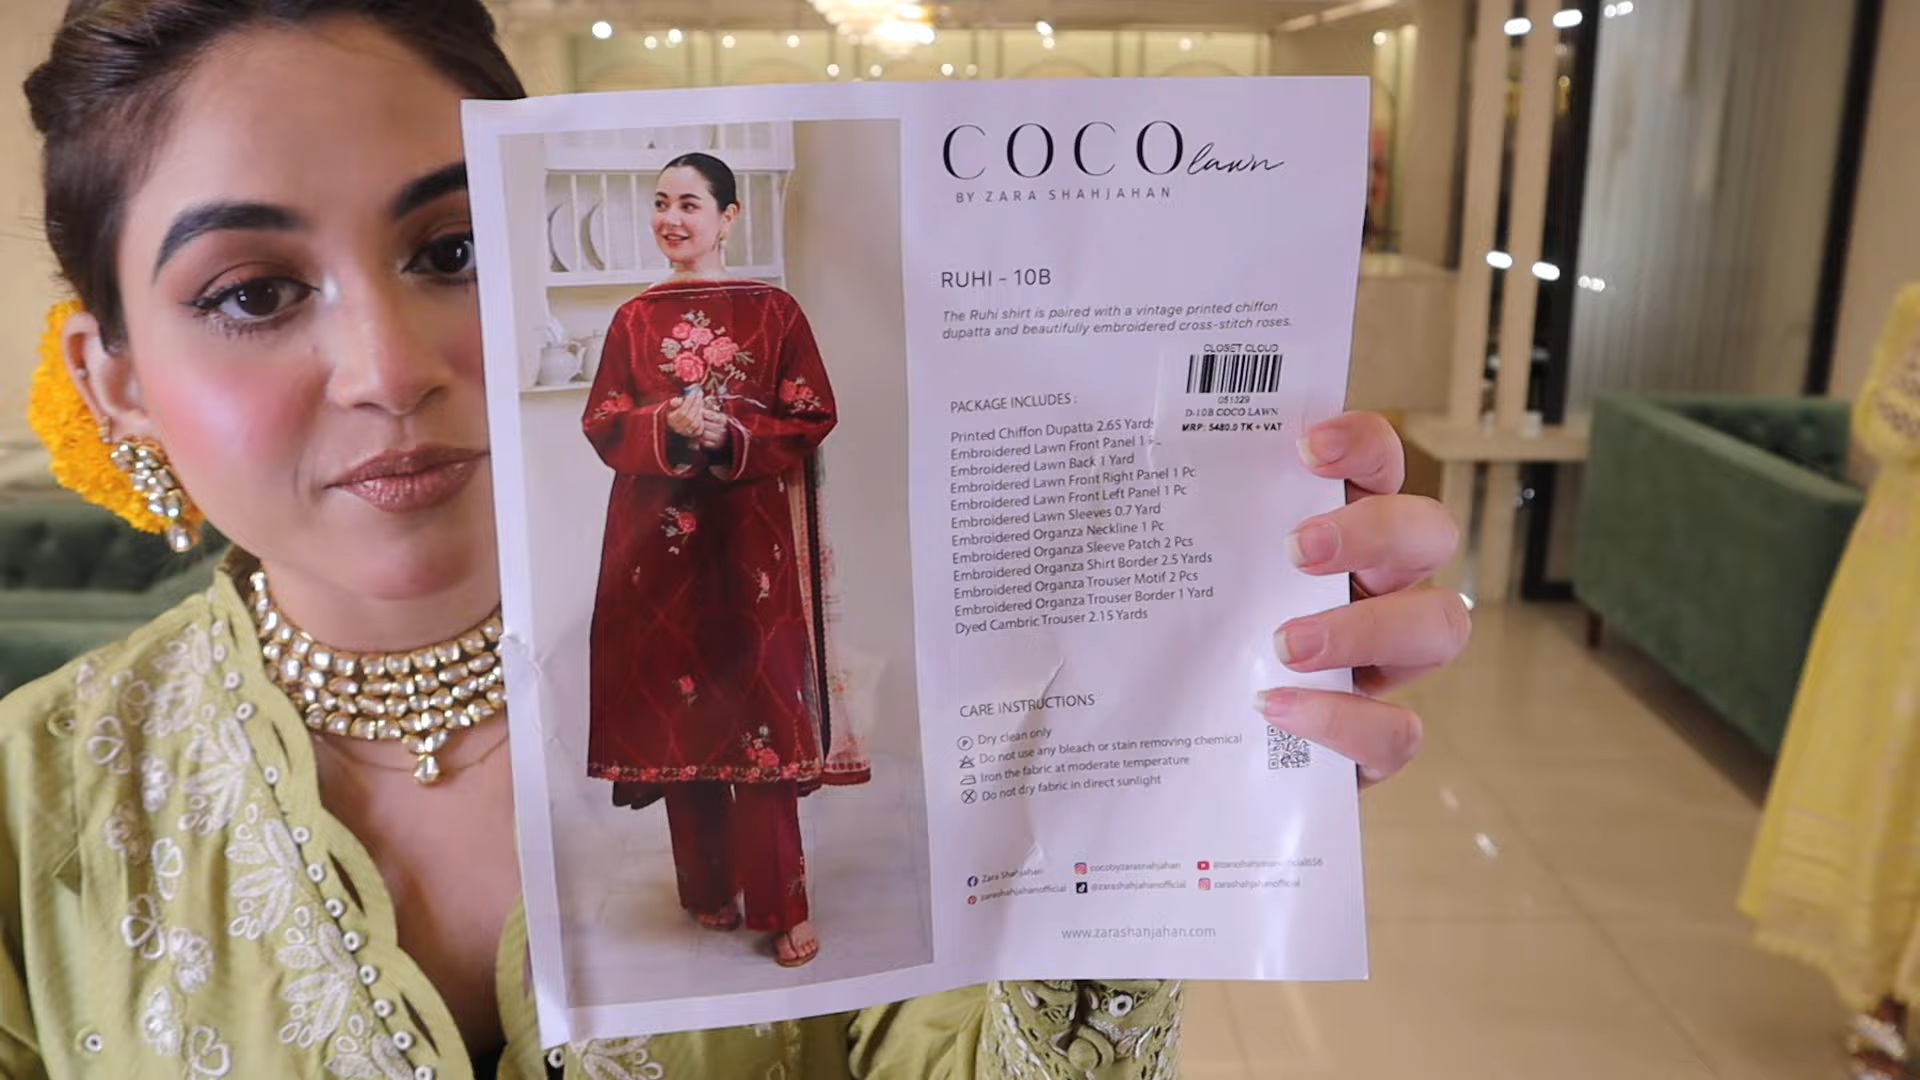 COCO lawn
BY ZARA SHAHJAHAN
RUHI - 10B
The Ruhi shirt is paired with a vintage printed chiffon
dupatta and beautifully embroidered cross-stitch roses.
CLOSET CLOUD
051329
D-10B COCO LAWN
MRP: 5480.0 TK + VAT
PACKAGE INCLUDES :
Printed Chiffon Dupatta 2.65 Yards
Embroidered Lawn Front Panel 1
Embroidered Lawn Back 1 Yard
Embroidered Lawn Front Right Panel 1 Pc
Embroidered Lawn Front Left Panel 1 Pc
Embroidered Lawn Sleeves 0.7 Yard
Embroidered Organza Neckline 1 Pc
Embroidered Organza Sleeve Patch 2 Pcs
Embroidered Organza Shirt Border 2.5 Yards
Embroidered Organza Trouser Motif 2 Pcs
Embroidered Organza Trouser Border 1 Yard
Dyed Cambric Trouser 2.15 Yards
CARE INSTRUCTIONS
P Dry clean only
Do not use any bleach or stain removing chemical
Iron the fabric at moderate temperature
Do not dry fabric in direct sunlight
Zara Shahjahan
cocobyzarashahjahan
zarashahjahanofficial
@zarashahjahanofficial
zarashahjahanofficial
www.zarashahjahan.com